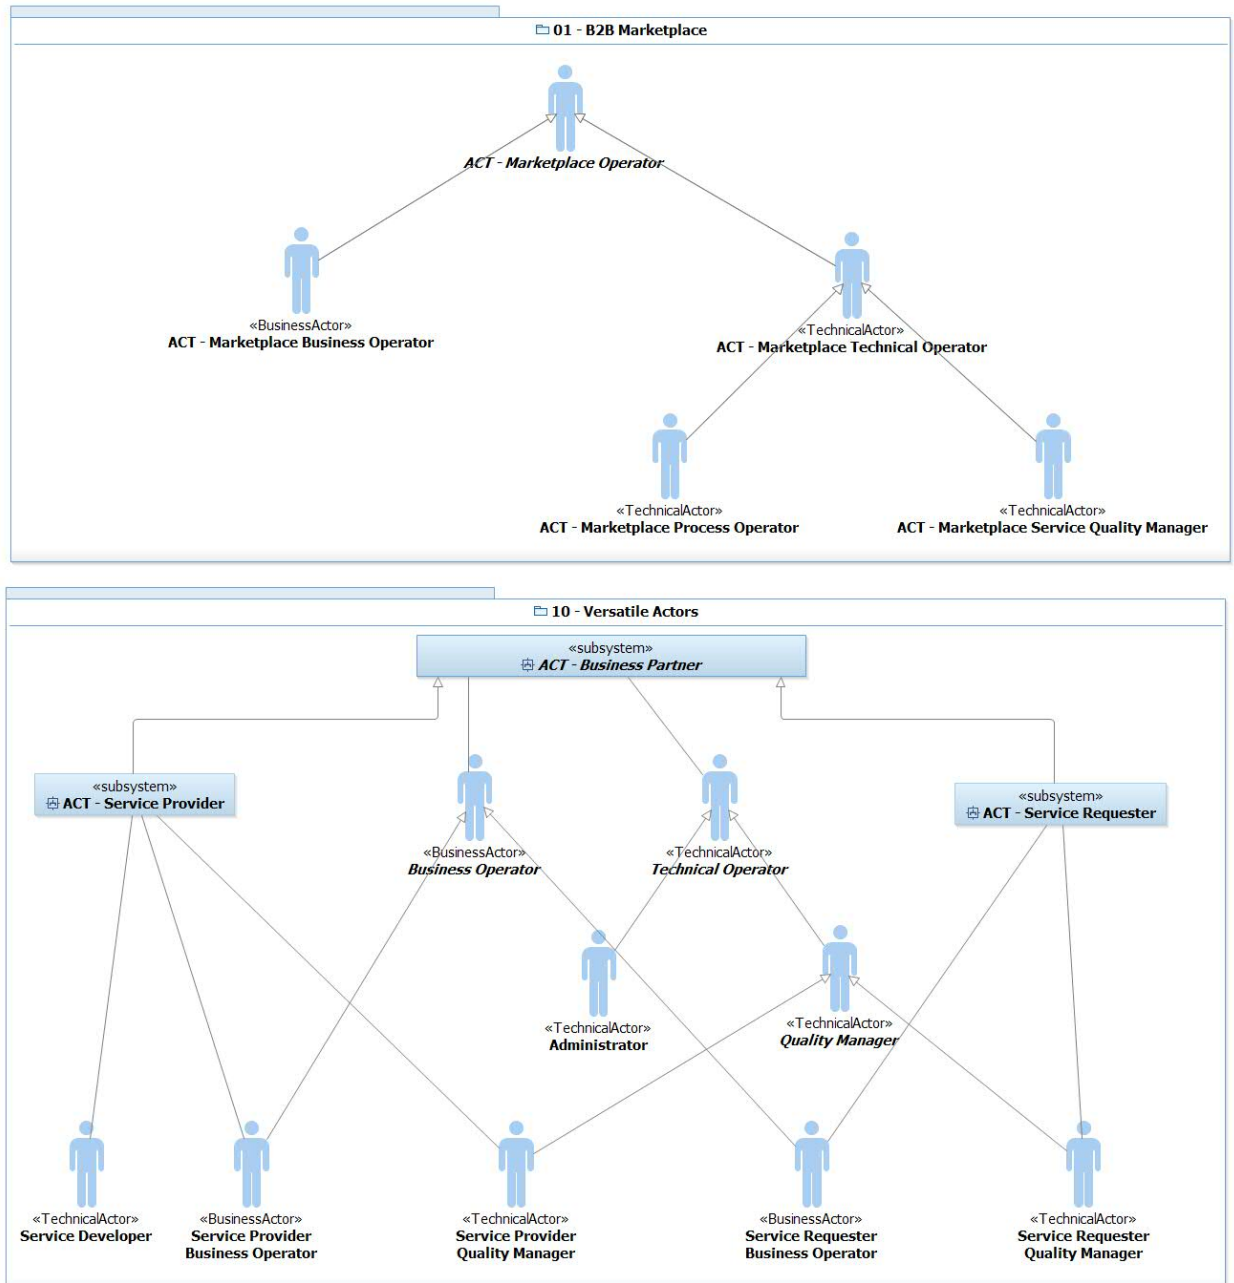 01 - B2B Marketplace
ACT - Marketplace Operator
«BusinessActor»
ACT - Marketplace Business Operator
«TechnicalActor»
ACT - Marketplace Technical Operator
«TechnicalActor»
ACT - Marketplace Process Operator
«TechnicalActor»
ACT - Marketplace Service Quality Manager
10 - Versatile Actors
«subsystem»
ACT - Business Partner
«subsystem»
ACT - Service Provider
«subsystem»
ACT - Service Requester
«BusinessActor»
Business Operator
«TechnicalActor»
Technical Operator
«TechnicalActor»
Administrator
«TechnicalActor»
Quality Manager
«TechnicalActor»
Service Developer
«BusinessActor»
Service Provider
Business Operator
«TechnicalActor»
Service Provider
Quality Manager
«BusinessActor»
Service Requester
Business Operator
«TechnicalActor»
Service Requester
Quality Manager